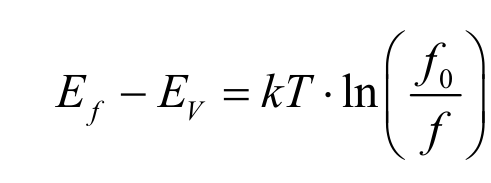 E_f − E_V = kT · ln(f_0 / f)